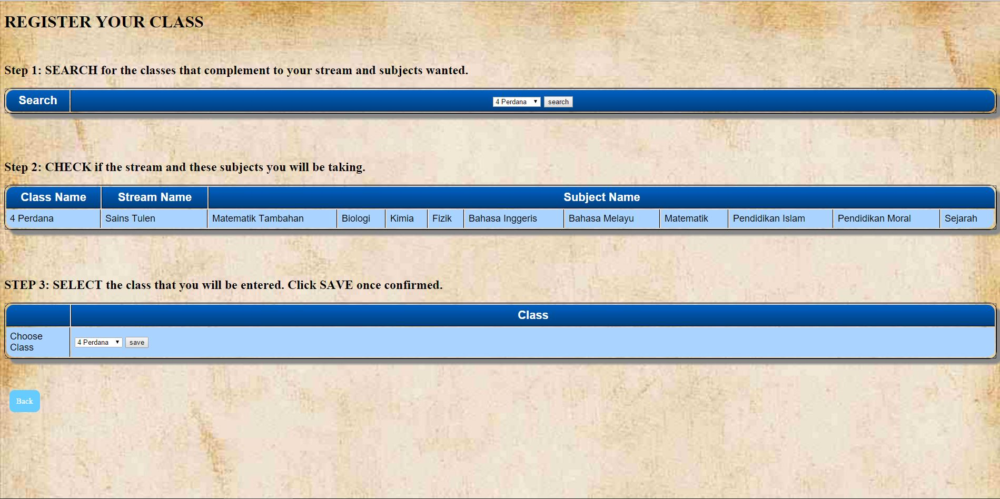 REGISTER YOUR CLASS
Step 1: SEARCH for the classes that complement to your stream and subjects wanted.
Search 4 Perdana search
Step 2: CHECK if the stream and these subjects you will be taking.
Class Name Stream Name Subject Name
4 Perdana Sains Tulen Matematik Tambahan Biologi Kimia Fizik Bahasa Inggeris Bahasa Melayu Matematik Pendidikan Islam Pendidikan Moral Sejarah
STEP 3: SELECT the class that you will be entered. Click SAVE once confirmed.
Class
Choose
Class
4 Perdana save
Back